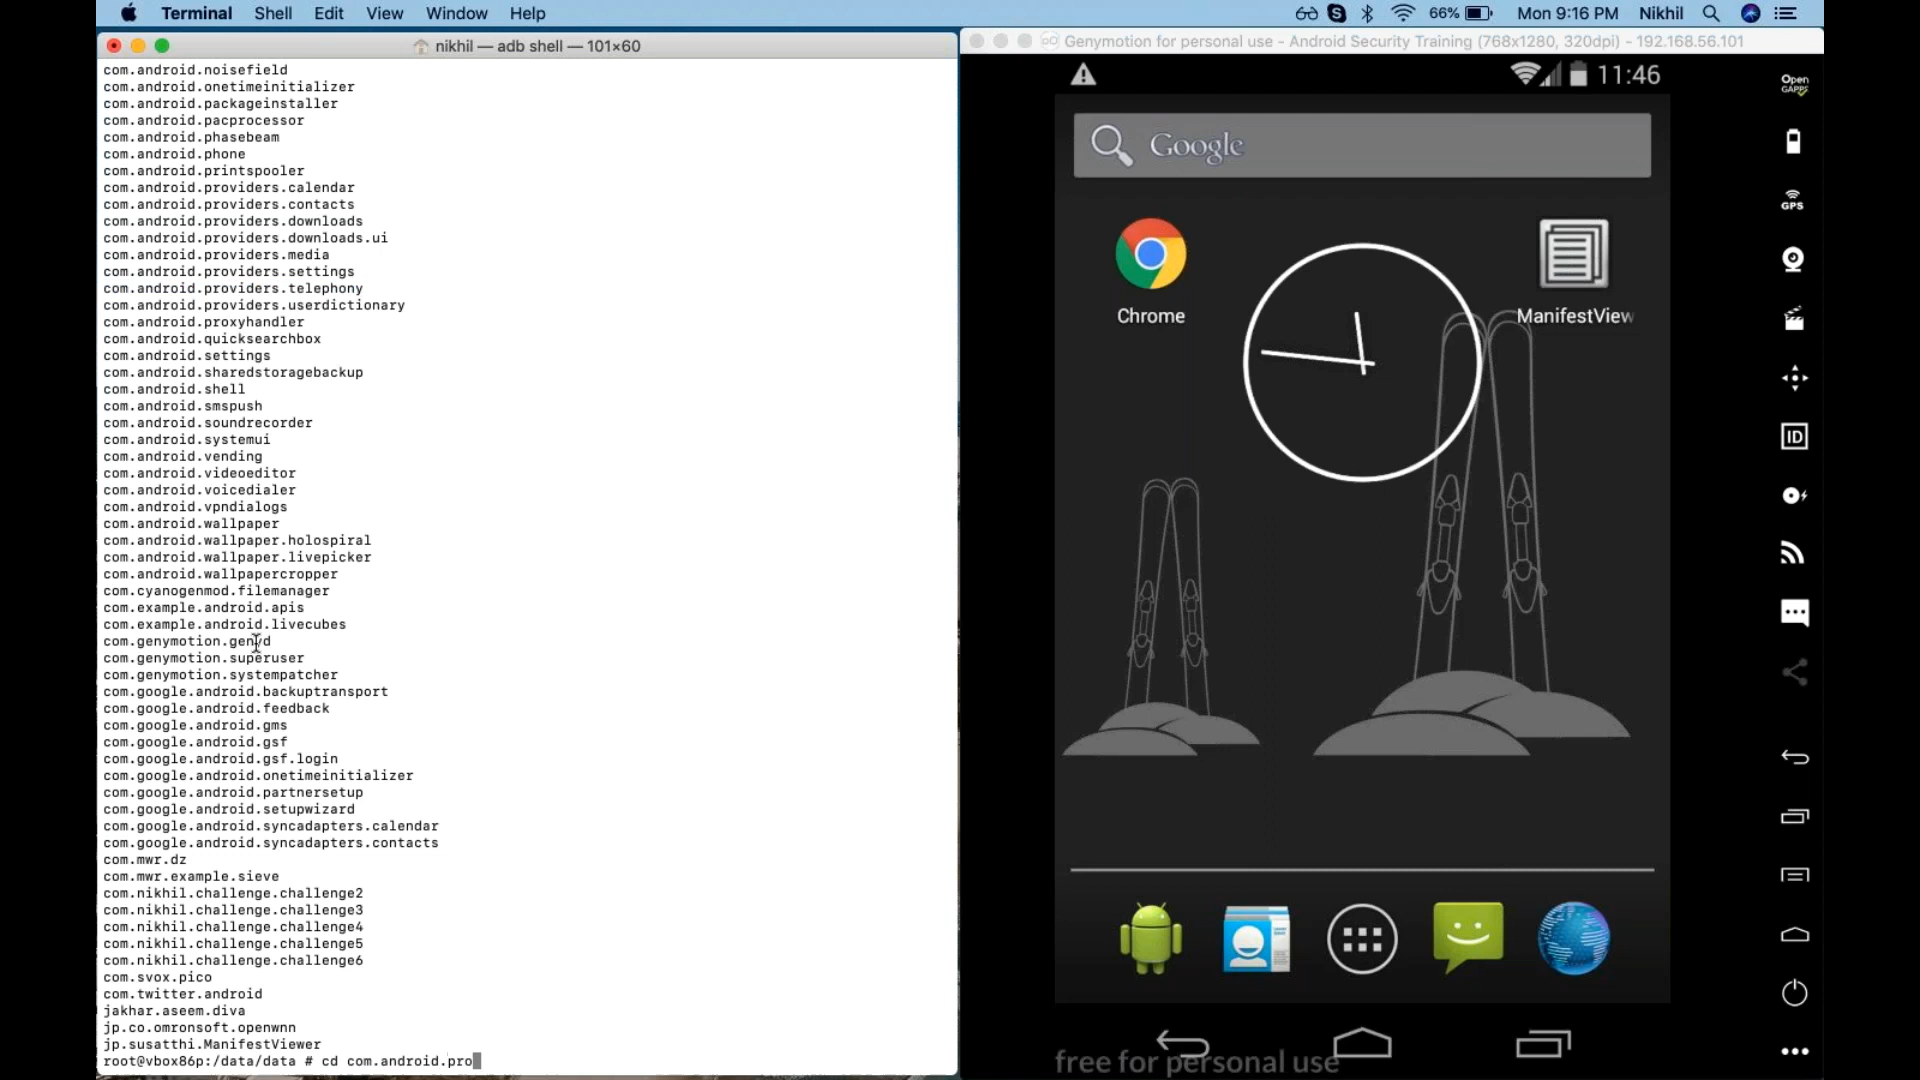 Terminal Shell Edit View Window Help 66% Mon 9:16 PM Nikhil
nikhil — adb shell — 101×60
Genymotion for personal use - Android Security Training (768x1280, 320dpi) - 192.168.56.101
com.android.noisefield
com.android.onetimeinitializer
com.android.packageinstaller
com.android.pacprocessor
com.android.phasebeam
com.android.phone
com.android.printspooler
com.android.providers.calendar
com.android.providers.contacts
com.android.providers.downloads
com.android.providers.downloads.ui
com.android.providers.media
com.android.providers.settings
com.android.providers.telephony
com.android.providers.userdictionary
com.android.proxyhandler
com.android.quicksearchbox
com.android.settings
com.android.sharedstoragebackup
com.android.shell
com.android.smspush
com.android.soundrecorder
com.android.systemui
com.android.vending
com.android.videoeditor
com.android.voicedialer
com.android.vpndialogs
com.android.wallpaper
com.android.wallpaper.holospiral
com.android.wallpaper.livepicker
com.android.wallpapercropper
com.cyanogenmod.filemanager
com.example.android.apis
com.example.android.livecubes
com.genymotion.genyd
com.genymotion.superuser
com.genymotion.systempatcher
com.google.android.backuptransport
com.google.android.feedback
com.google.android.gms
com.google.android.gsf
com.google.android.gsf.login
com.google.android.onetimeinitializer
com.google.android.partnersetup
com.google.android.setupwizard
com.google.android.syncadapters.calendar
com.google.android.syncadapters.contacts
com.mwr.dz
com.mwr.example.sieve
com.nikhil.challenge.challenge2
com.nikhil.challenge.challenge3
com.nikhil.challenge.challenge4
com.nikhil.challenge.challenge5
com.nikhil.challenge.challenge6
com.svox.pico
com.twitter.android
jakhar.aseem.diva
jp.co.omronsoft.openwnn
jp.susatthi.ManifestViewer
root@vbox86p:/data/data # cd com.android.pro
11:46
Google
Chrome
ManifestView
free for personal use
Open
GAPPS
GPS
ID